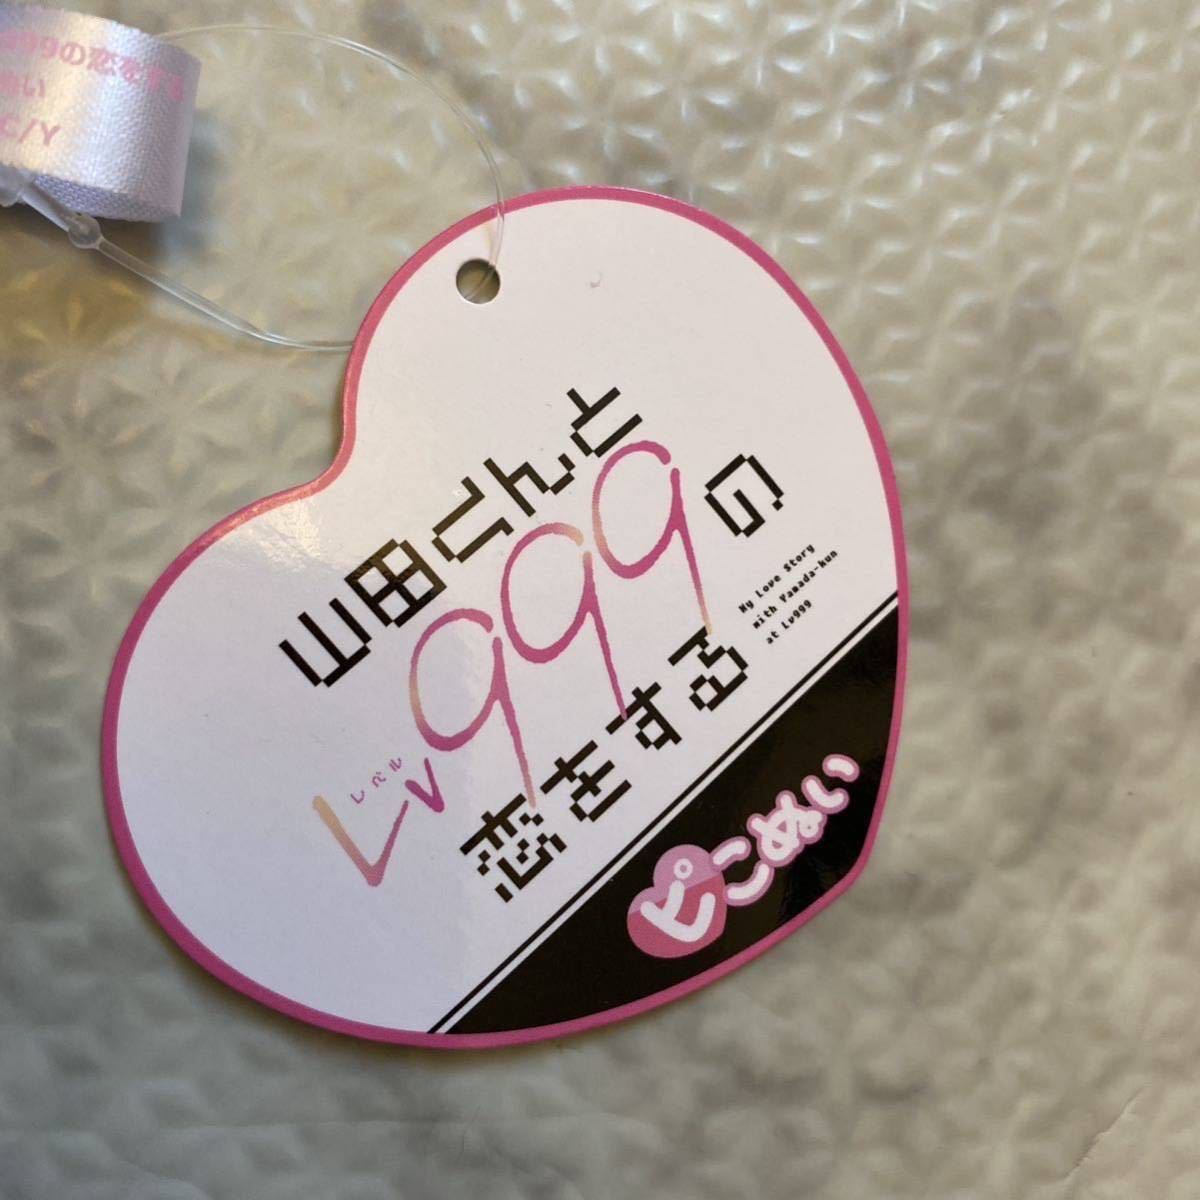 999の恋をする
ぬい
C/Y
山田くんと
レベル
Lv999の
恋をする
My Love Story
with Yamada-kun
at Lv999
ピこぬい